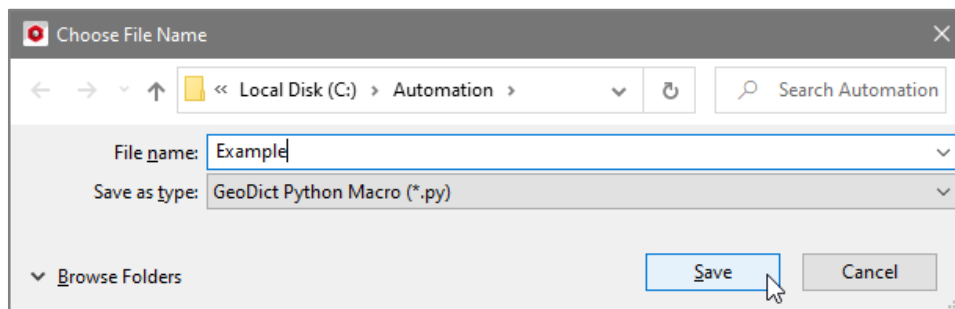 Choose File Name
« Local Disk (C:) > Automation > Search Automation
File name: Example
Save as type: GeoDict Python Macro (*.py)
Browse Folders Save Cancel